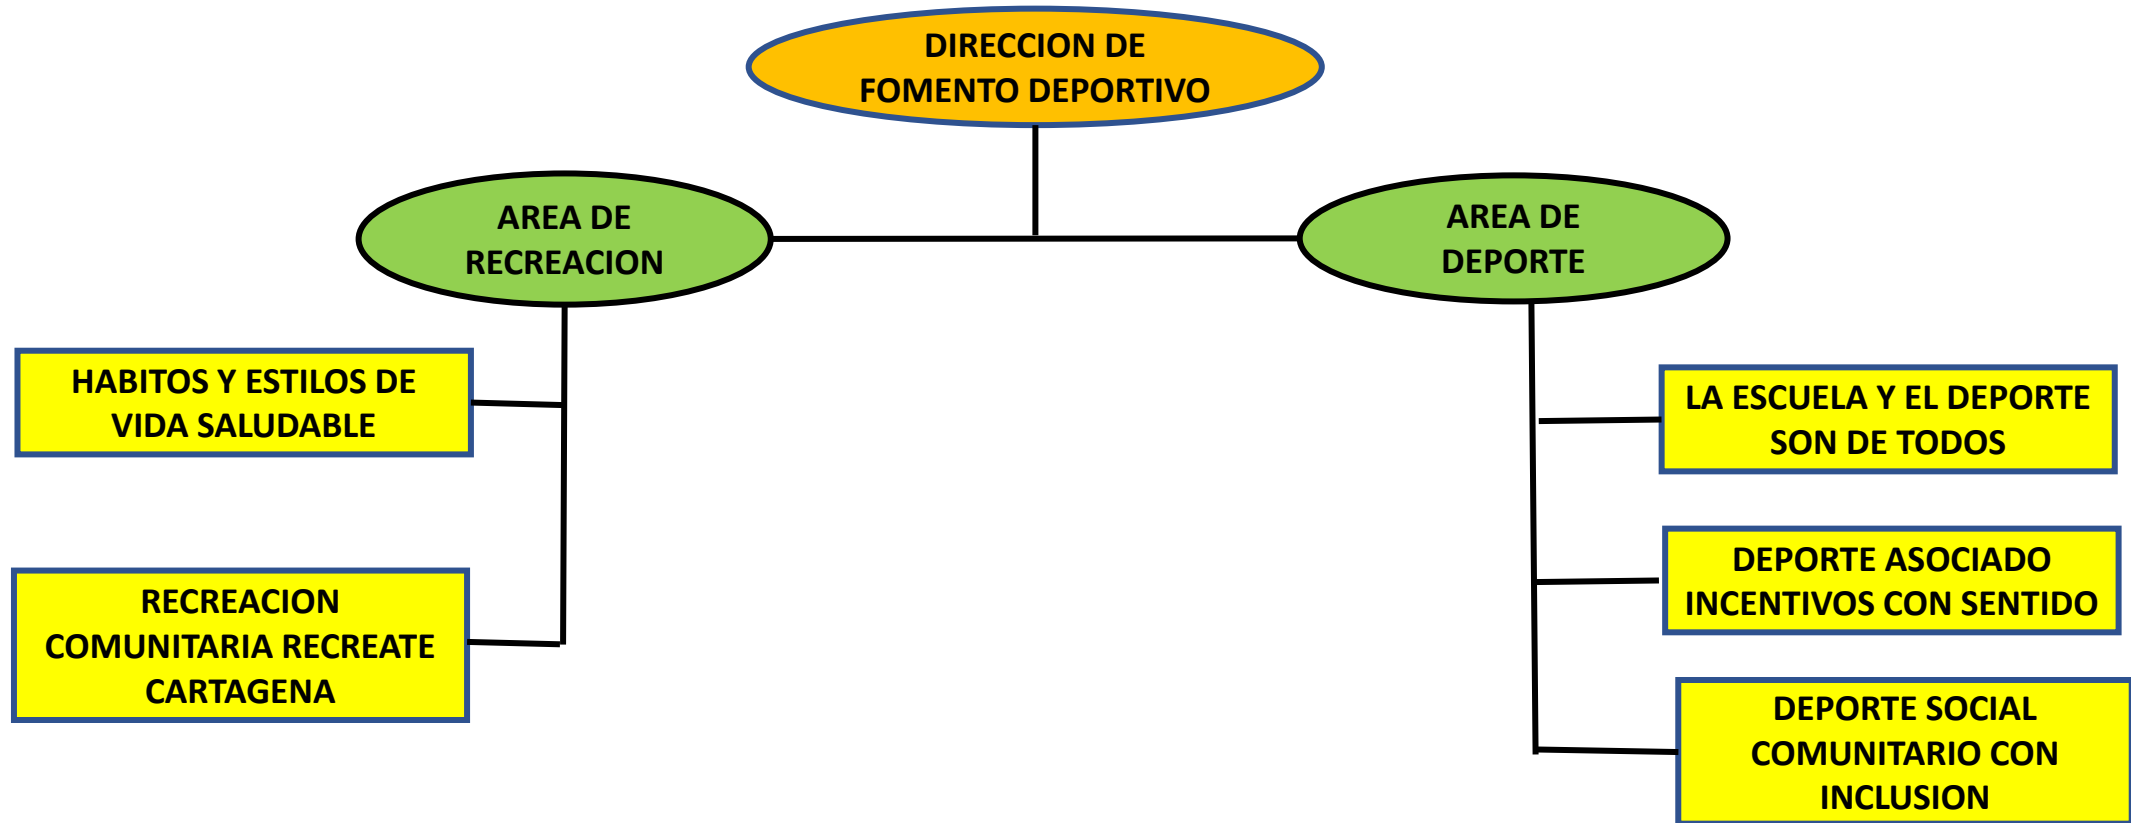 DIRECCION DE
FOMENTO DEPORTIVO
AREA DE
RECREACION
AREA DE
DEPORTE
HABITOS Y ESTILOS DE
VIDA SALUDABLE
RECREACION
COMUNITARIA RECREATE
CARTAGENA
LA ESCUELA Y EL DEPORTE
SON DE TODOS
DEPORTE ASOCIADO
INCENTIVOS CON SENTIDO
DEPORTE SOCIAL
COMUNITARIO CON
INCLUSION